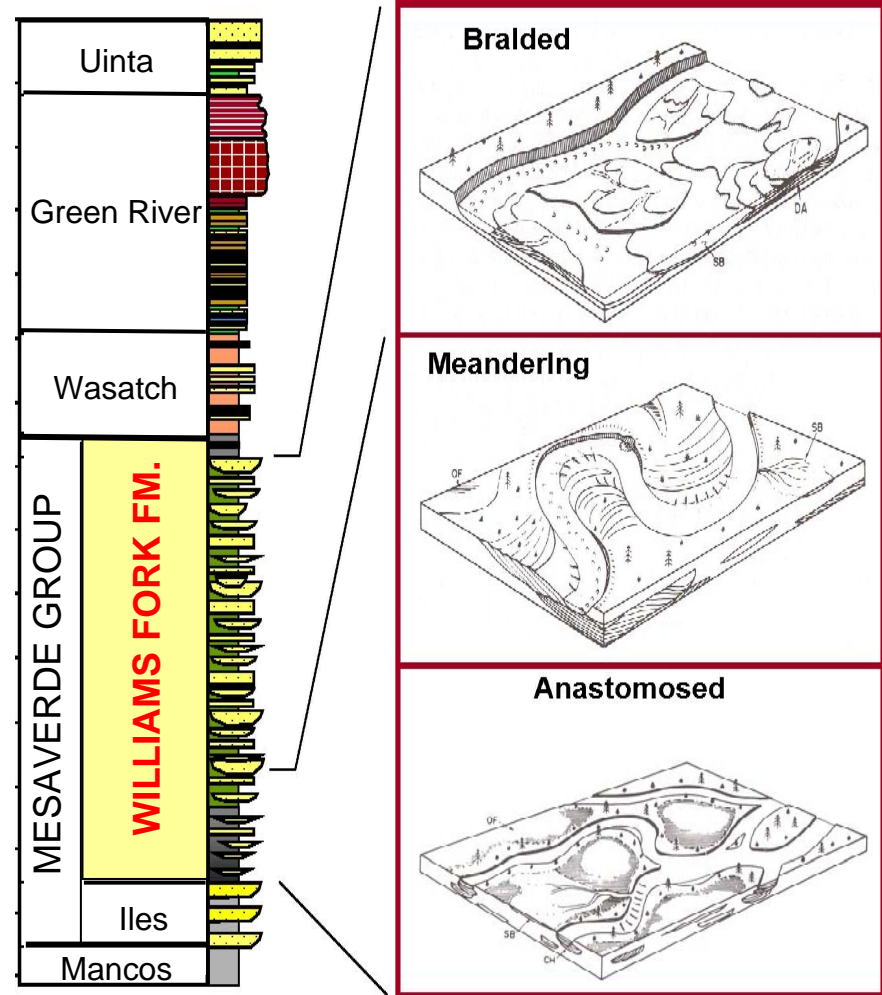 Uinta
Green River
Wasatch
MESAVERDE GROUP
WILLIAMS FORK FM.
Iles
Mancos
Bralded
DA
SB
Meanderlng
OF
SB
Anastomosed
OF
SB
CH